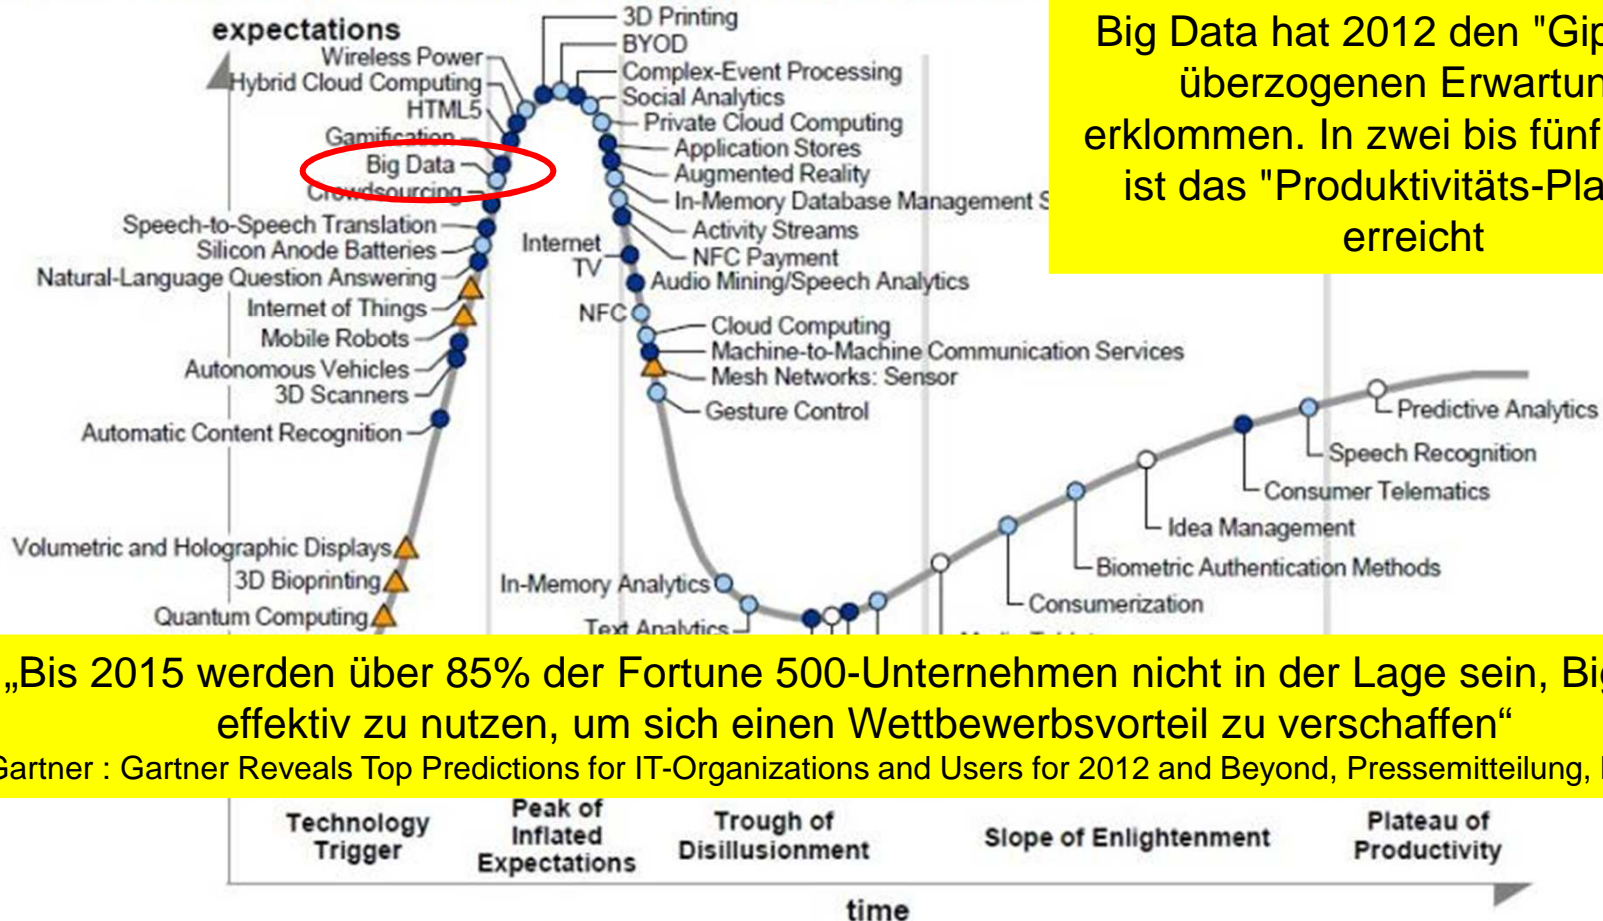 expectations
3D Printing
BYOD
Wireless Power
Complex-Event Processing
Hybrid Cloud Computing
Social Analytics
HTML5
Private Cloud Computing
Gamification
Application Stores
Big Data
Augmented Reality
Crowdsourcing
In-Memory Database Management S
Speech-to-Speech Translation
Activity Streams
Silicon Anode Batteries
Internet
TV
NFC Payment
Natural-Language Question Answering
Audio Mining/Speech Analytics
Internet of Things
NFC
Mobile Robots
Cloud Computing
Autonomous Vehicles
Machine-to-Machine Communication Services
3D Scanners
Mesh Networks: Sensor
Automatic Content Recognition
Gesture Control
Predictive Analytics
Speech Recognition
Consumer Telematics
Idea Management
Volumetric and Holographic Displays
Biometric Authentication Methods
3D Bioprinting
In-Memory Analytics
Consumerization
Quantum Computing
Text Analytics
Big Data hat 2012 den "Gip
überzogenen Erwartun
erklommen. In zwei bis fünf
ist das "Produktivitäts-Pla
erreicht
„Bis 2015 werden über 85% der Fortune 500-Unternehmen nicht in der Lage sein, Big
effektiv zu nutzen, um sich einen Wettbewerbsvorteil zu verschaffen“
Gartner : Gartner Reveals Top Predictions for IT-Organizations and Users for 2012 and Beyond, Pressemitteilung,
Technology
Trigger
Peak of
Inflated
Expectations
Trough of
Disillusionment
Slope of Enlightenment
Plateau of
Productivity
time